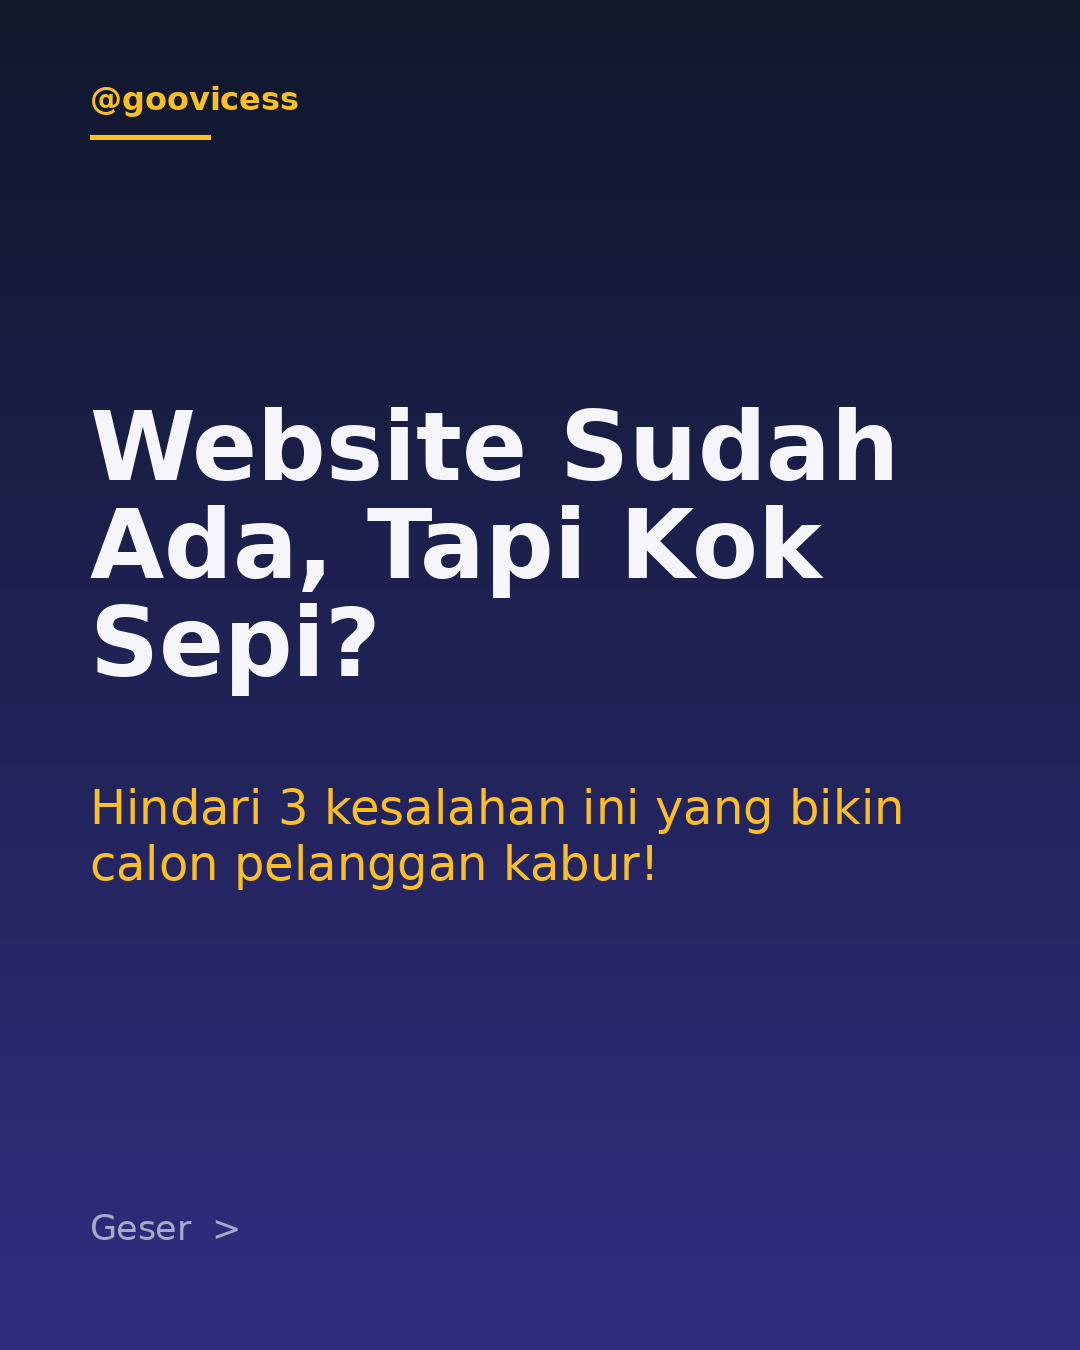 @goovicess
Website Sudah
Ada, Tapi Kok
Sepi?
Hindari 3 kesalahan ini yang bikin
calon pelanggan kabur!
Geser >